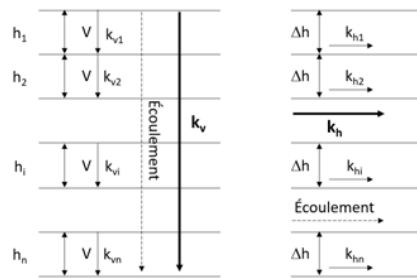 h1 V kv1 Δh kh1
h2 V kv2 Δh kh2
Écoulement kv kh
hi V kvi Δh khi
Écoulement
hn V kvn Δh khn